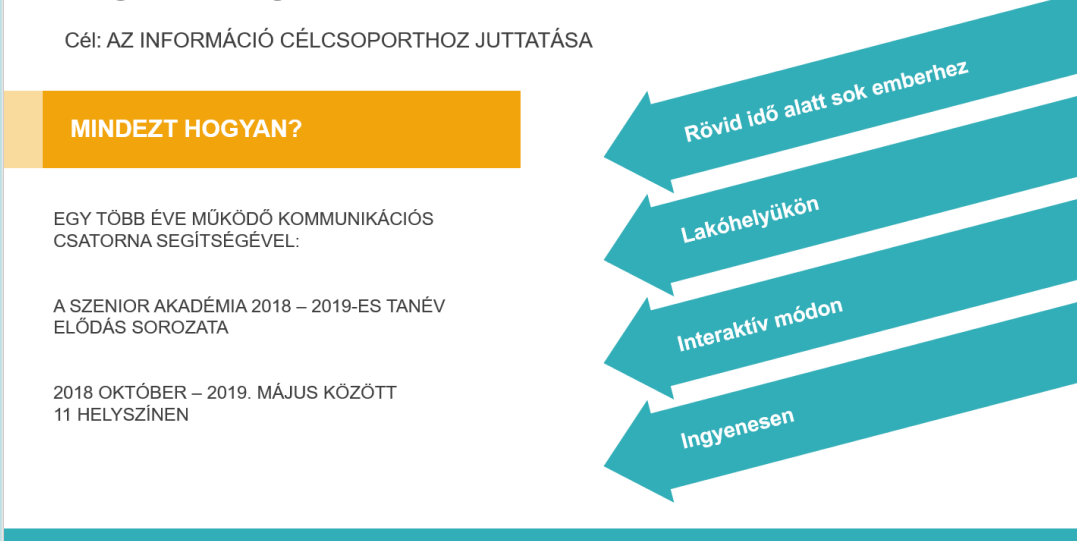 Cél: AZ INFORMÁCIÓ CÉLCSOPORTHOZ JUTTATÁSA
MINDEZT HOGYAN?
EGY TÖBB ÉVE MŰKÖDŐ KOMMUNIKÁCIÓS
CSATORNA SEGÍTSÉGÉVEL:
A SZENIOR AKADÉMIA 2018 – 2019-ES TANÉV
ELŐDÁS SOROZATA
2018 OKTÓBER – 2019. MÁJUS KÖZÖTT
11 HELYSZÍNEN
Rövid idő alatt sok emberhez
Lakóhelyükön
Interaktív módon
Ingyenesen